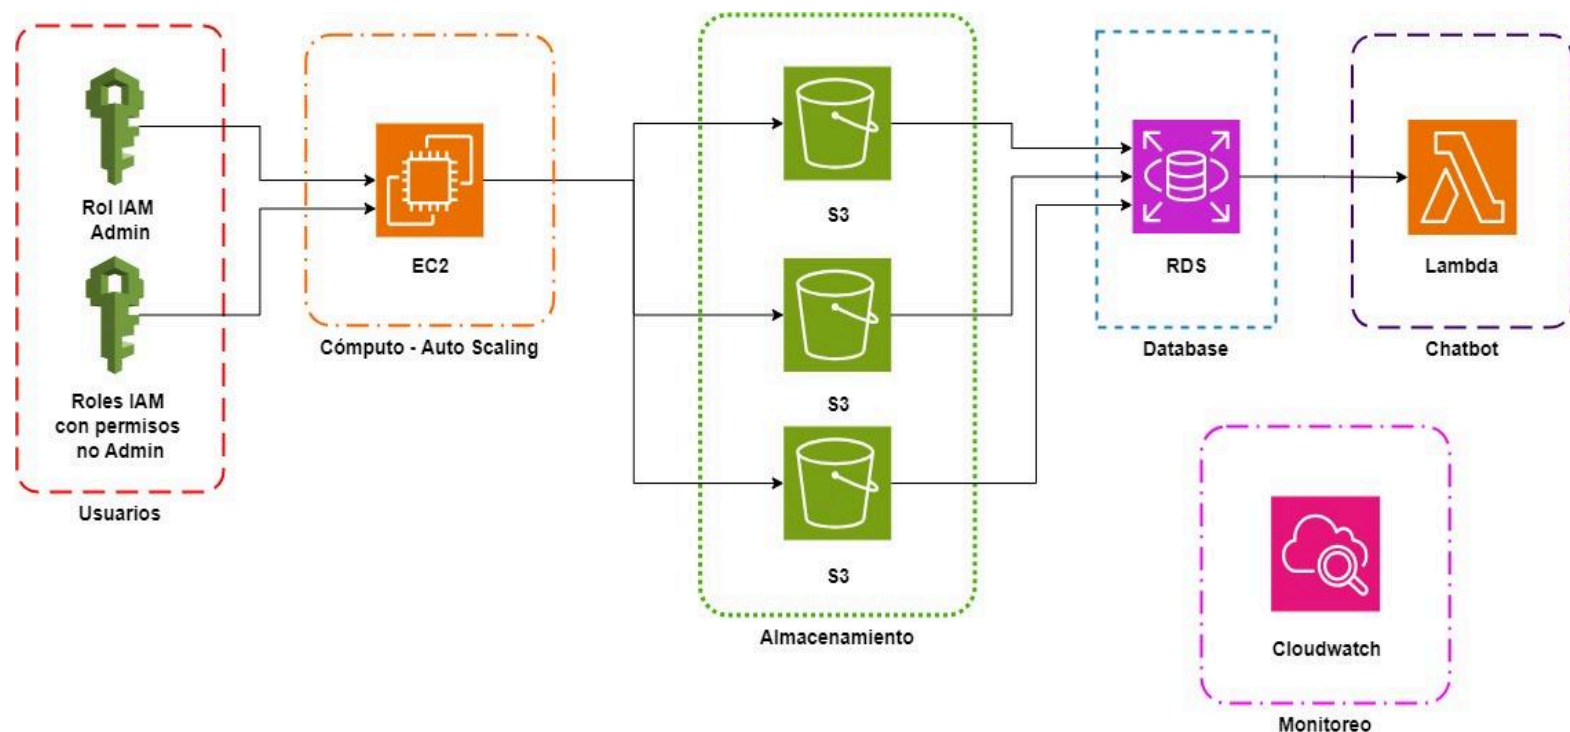 Rol IAM
Admin
Roles IAM
con permisos
no Admin
Usuarios
EC2
Cómputo - Auto Scaling
S3
S3
S3
Almacenamiento
RDS
Database
Lambda
Chatbot
Cloudwatch
Monitoreo